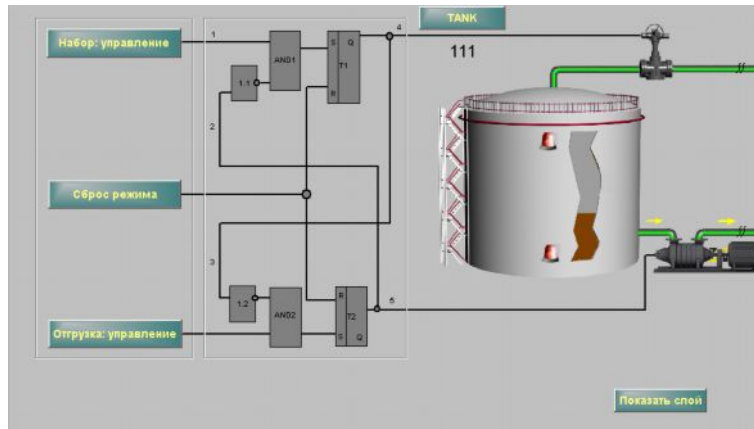 Набор: управление
1
AND1
S
Q
T1
R
4
TANK
111
1.1
2
Сброс режима
3
1.2
AND2
R
T2
S
Q
5
Отгрузка: управление
Показать слой